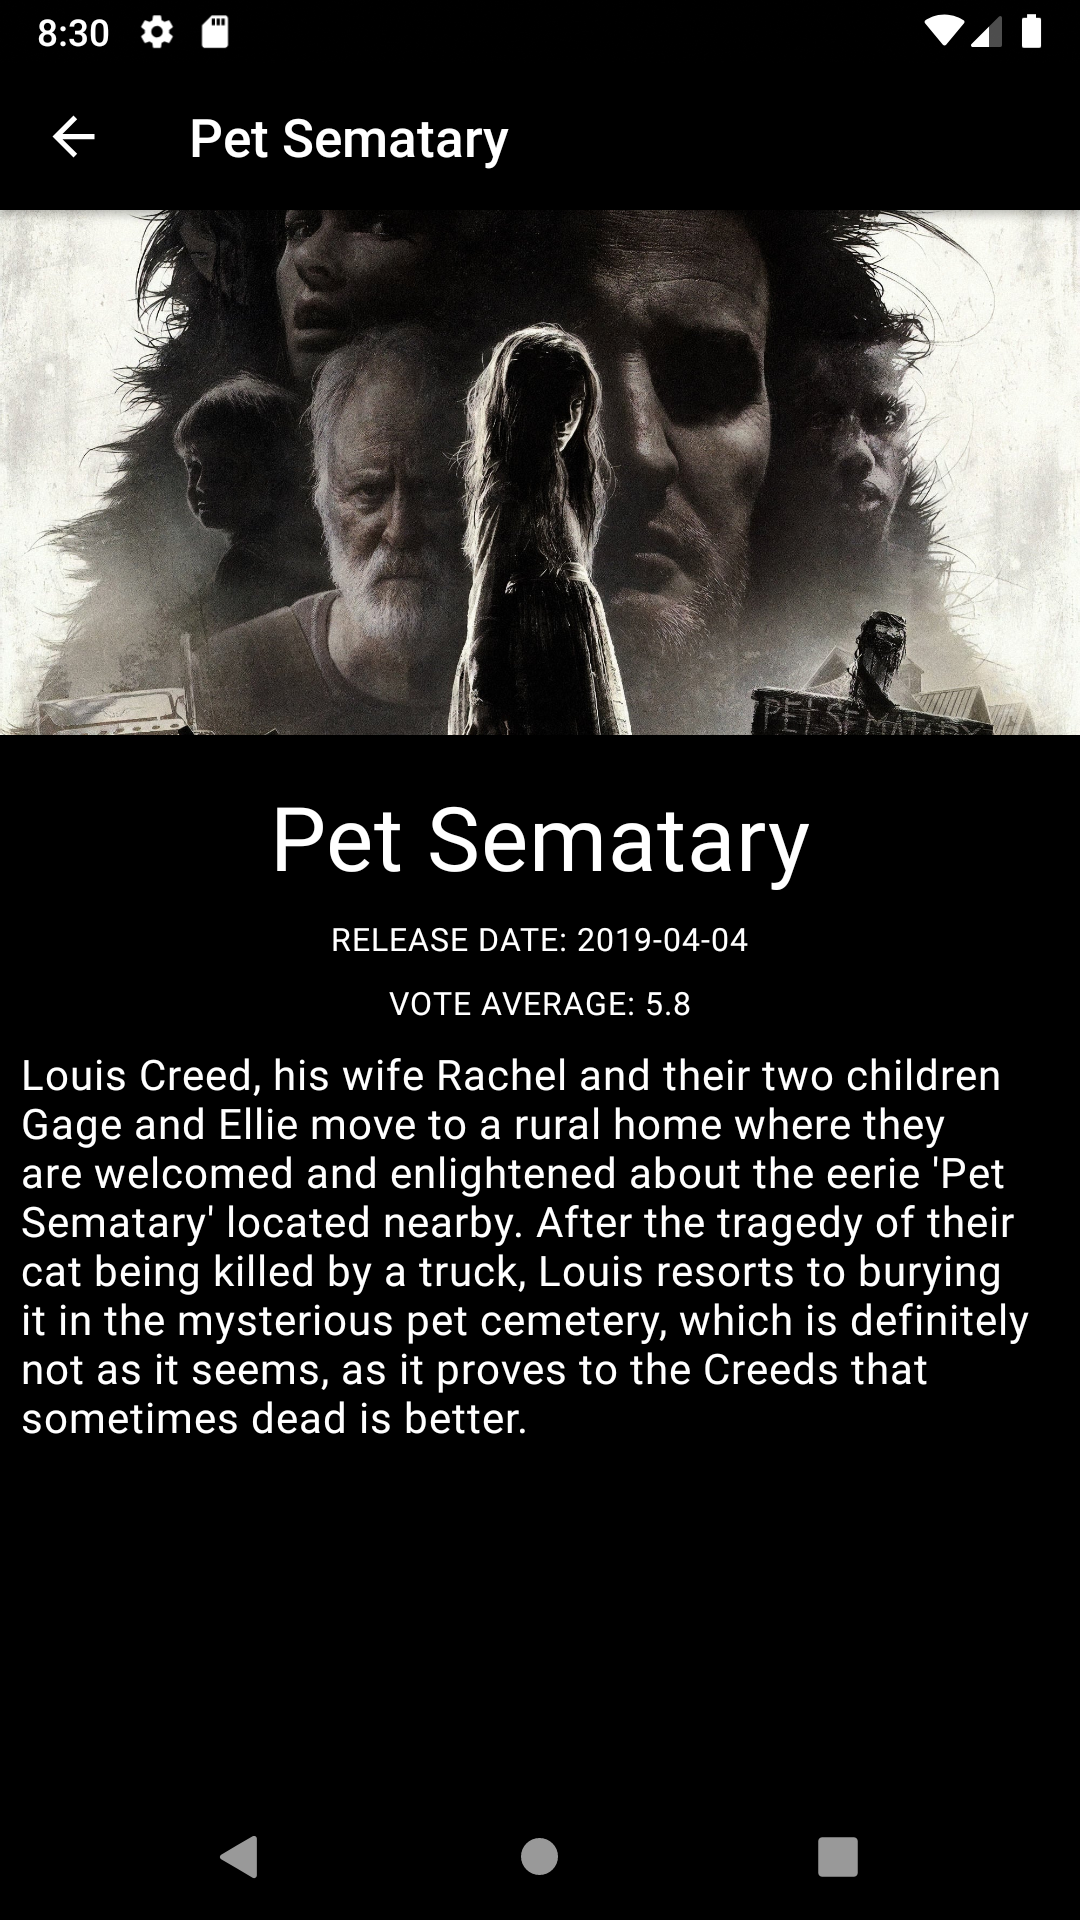 8:30
Pet Sematary
PET SEMATARY
Pet Sematary
RELEASE DATE: 2019-04-04
VOTE AVERAGE: 5.8
Louis Creed, his wife Rachel and their two children
Gage and Ellie move to a rural home where they
are welcomed and enlightened about the eerie 'Pet
Sematary' located nearby. After the tragedy of their
cat being killed by a truck, Louis resorts to burying
it in the mysterious pet cemetery, which is definitely
not as it seems, as it proves to the Creeds that
sometimes dead is better.